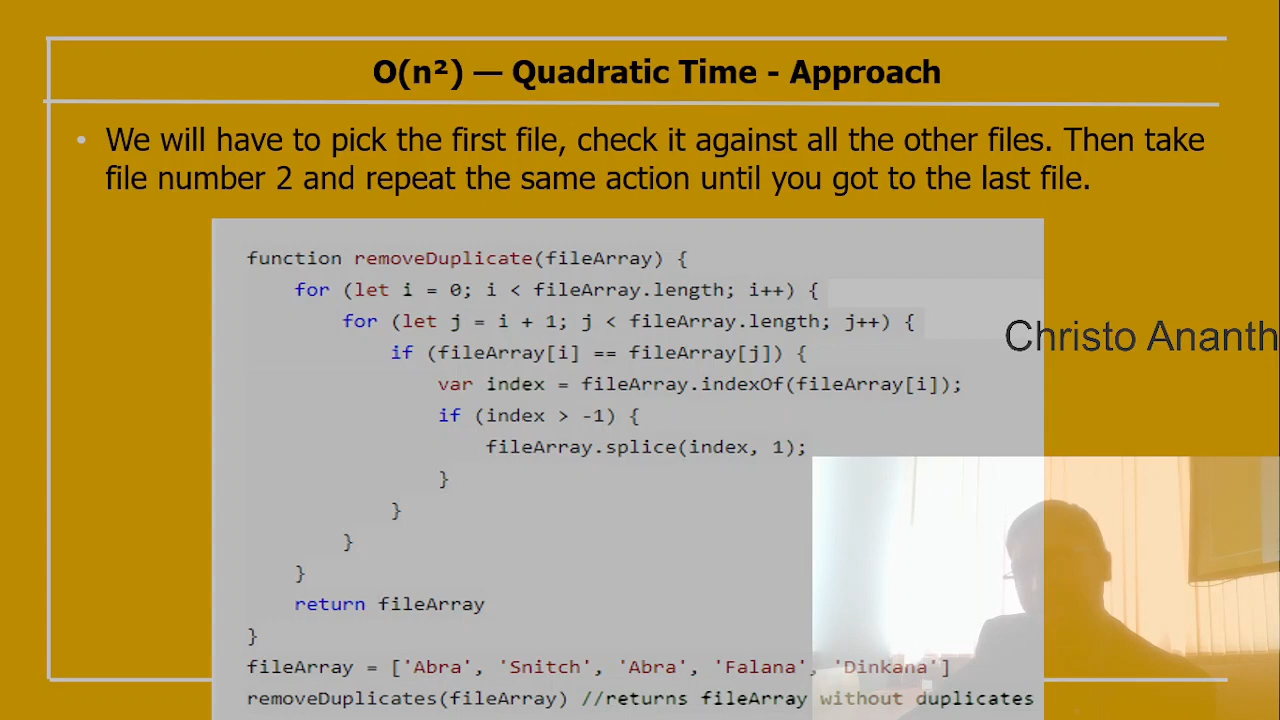 O(n²) — Quadratic Time - Approach
• We will have to pick the first file, check it against all the other files. Then take
file number 2 and repeat the same action until you got to the last file.
function removeDuplicate(fileArray) {
for (let i = 0; i < fileArray.length; i++) {
for (let j = i + 1; j < fileArray.length; j++) {
Christo Ananth
if (fileArray[i] == fileArray[j]) {
var index = fileArray.indexOf(fileArray[i]);
if (index > -1) {
fileArray.splice(index, 1);
}
}
}
}
return fileArray
}
fileArray = ['Abra', 'Snitch', 'Abra', 'Falana', 'Dinkana']
removeDuplicates(fileArray) //returns fileArray without duplicates